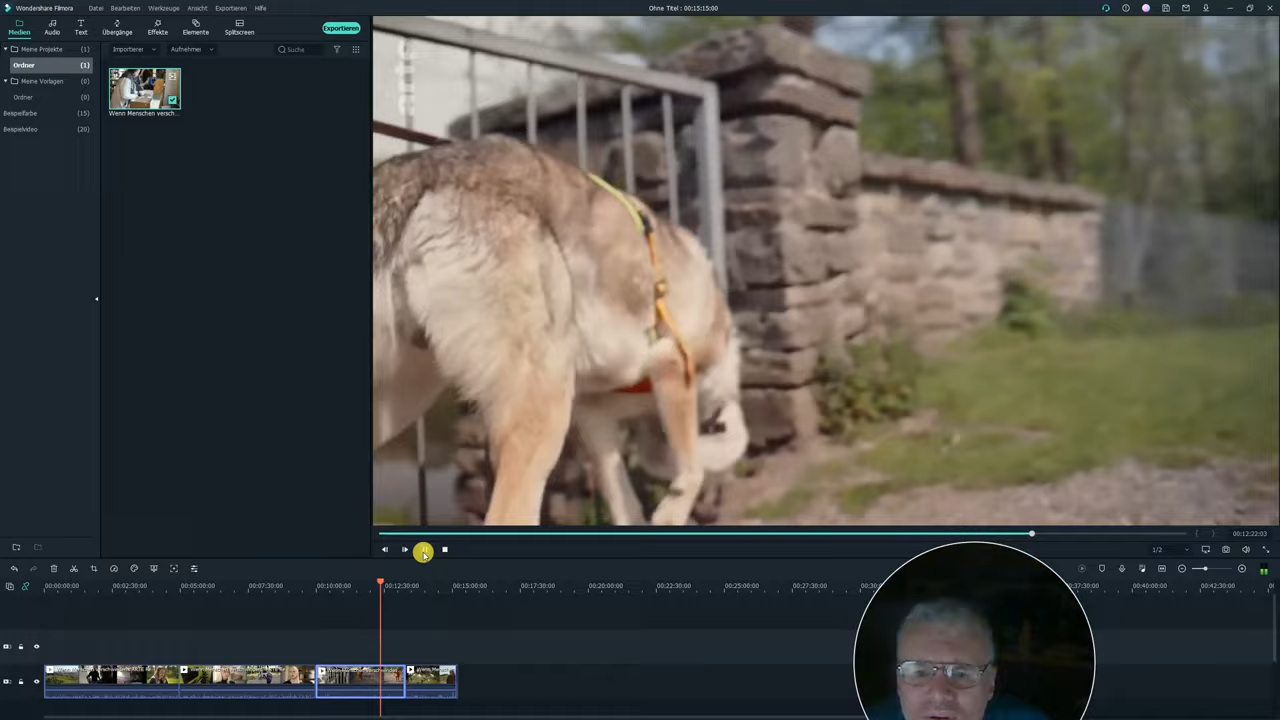 Wondershare Filmora Datei Bearbeiten Werkzeuge Ansicht Exportieren Hilfe Ohne Titel : 00:15:15:00
Medien Audio Text Übergänge Effekte Elemente Splitscreen Exportieren
Meine Projekte (1) Importieren Aufnehmen Suche
Ordner (1)
Meine Vorlagen (0)
Ordner (0)
Beispielfarbe (15) Wenn Menschen versch...
Beispielvideo (20)
00:12:22:03
1/2
00:00:00:00 00:02:30:00 00:05:00:00 00:07:30:00 00:10:00:00 00:12:30:00 00:15:00:00 00:17:30:00 00:20:00:00 00:22:30:00 00:25:00:00 00:27:30:00 00:30:00:00 37:30:00 00:40:00:00 00:42:30:00